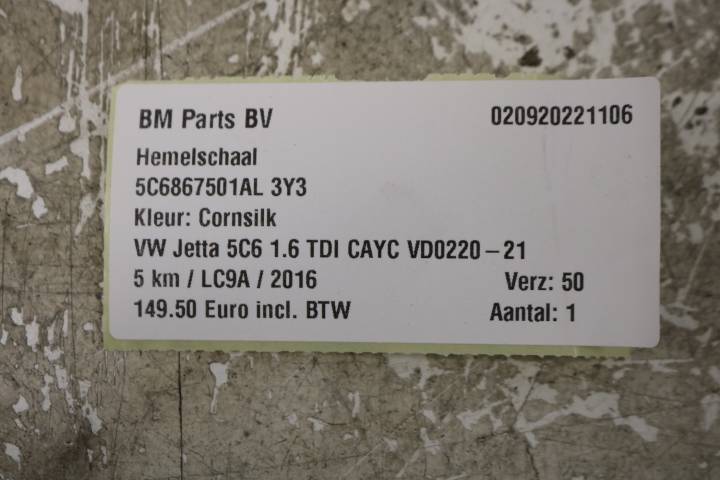 BM Parts BV 020920221106
Hemelschaal
5C6867501AL 3Y3
Kleur: Cornsilk
VW Jetta 5C6 1.6 TDI CAYC VD0220-21
5 km / LC9A / 2016 Verz: 50
149.50 Euro incl. BTW Aantal: 1